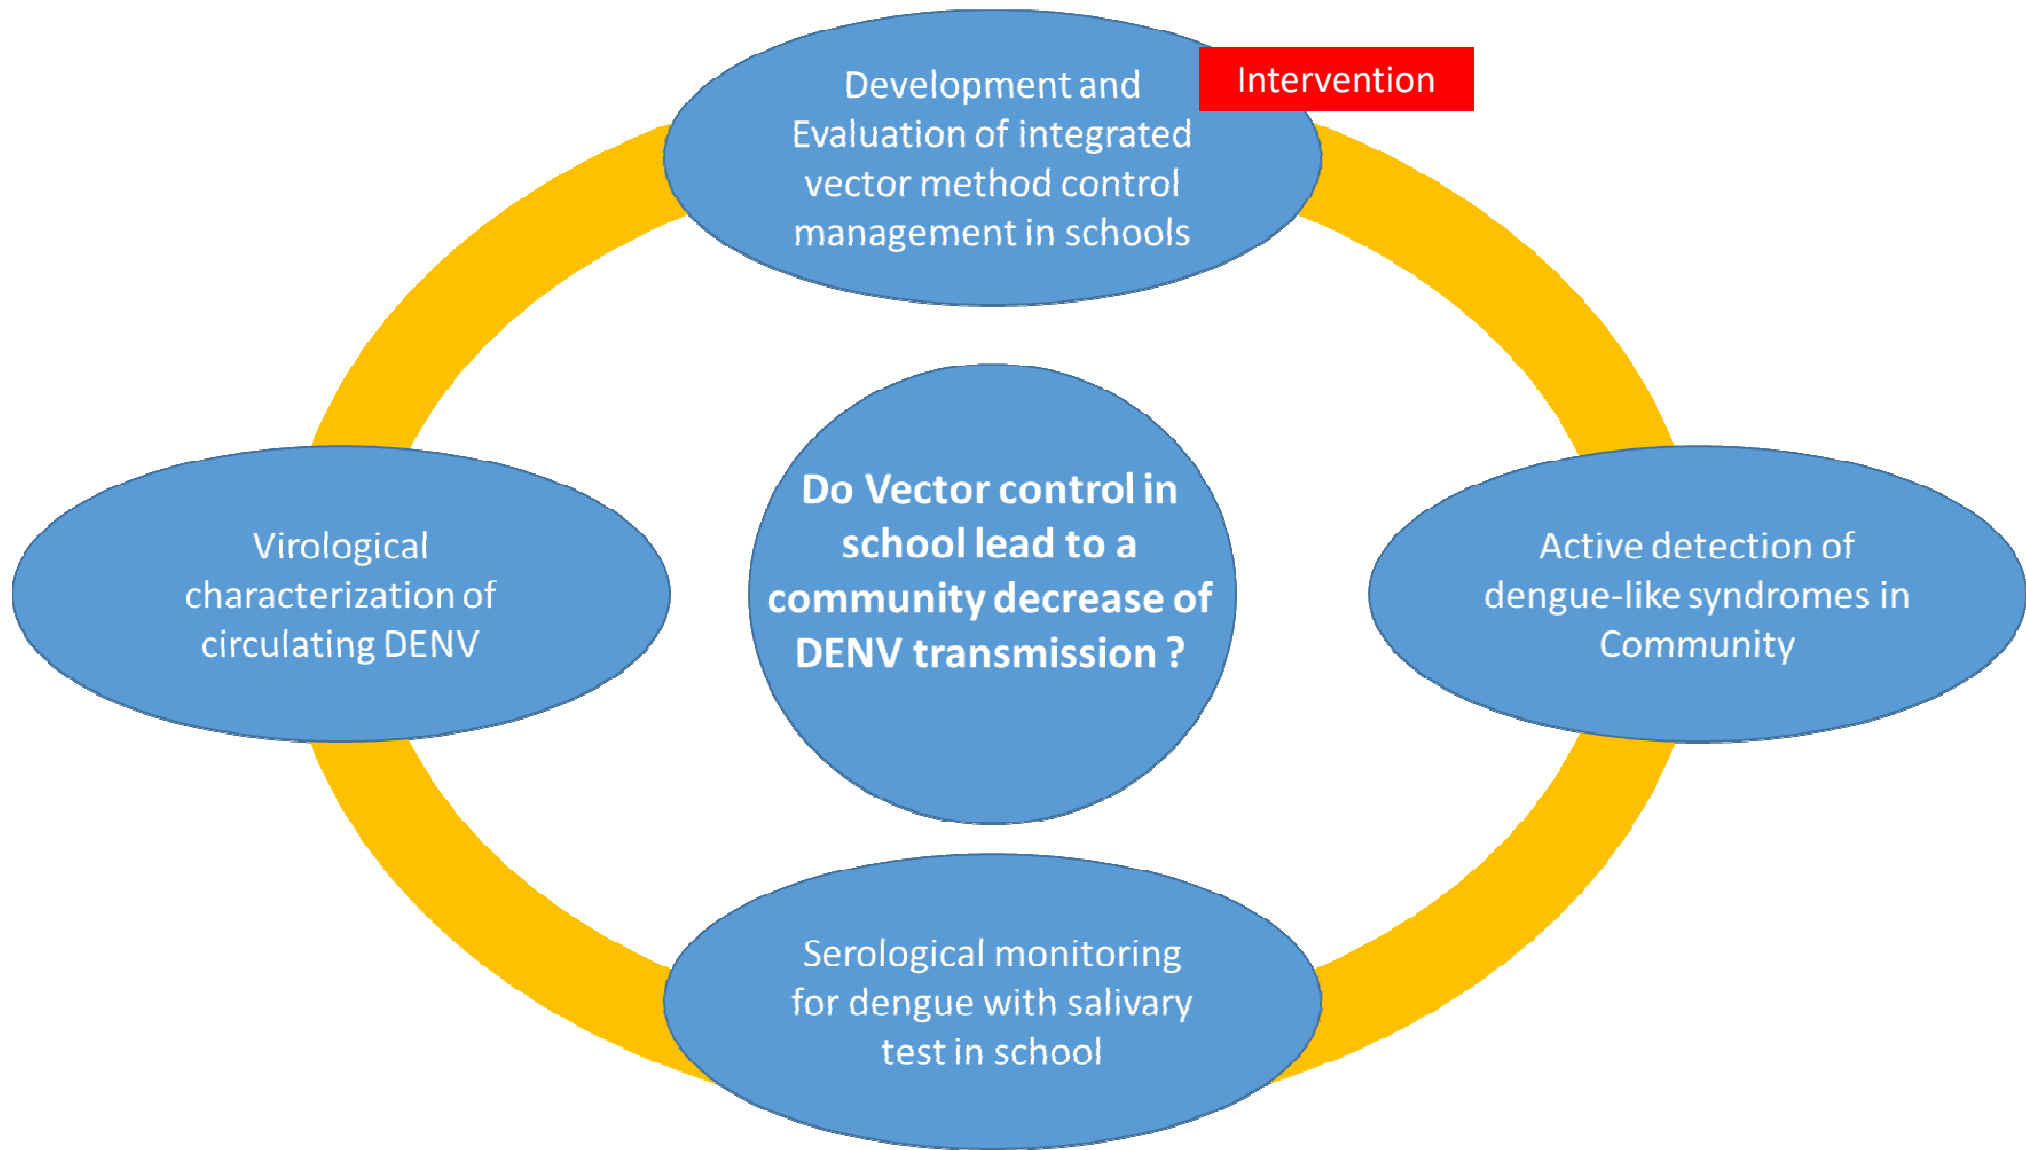 Development and
Evaluation of integrated
vector method control
management in schools
Intervention
Virological
characterization of
circulating DENV
Do Vector control in
school lead to a
community decrease of
DENV transmission ?
Active detection of
dengue-like syndromes in
Community
Serological monitoring
for dengue with salivary
test in school